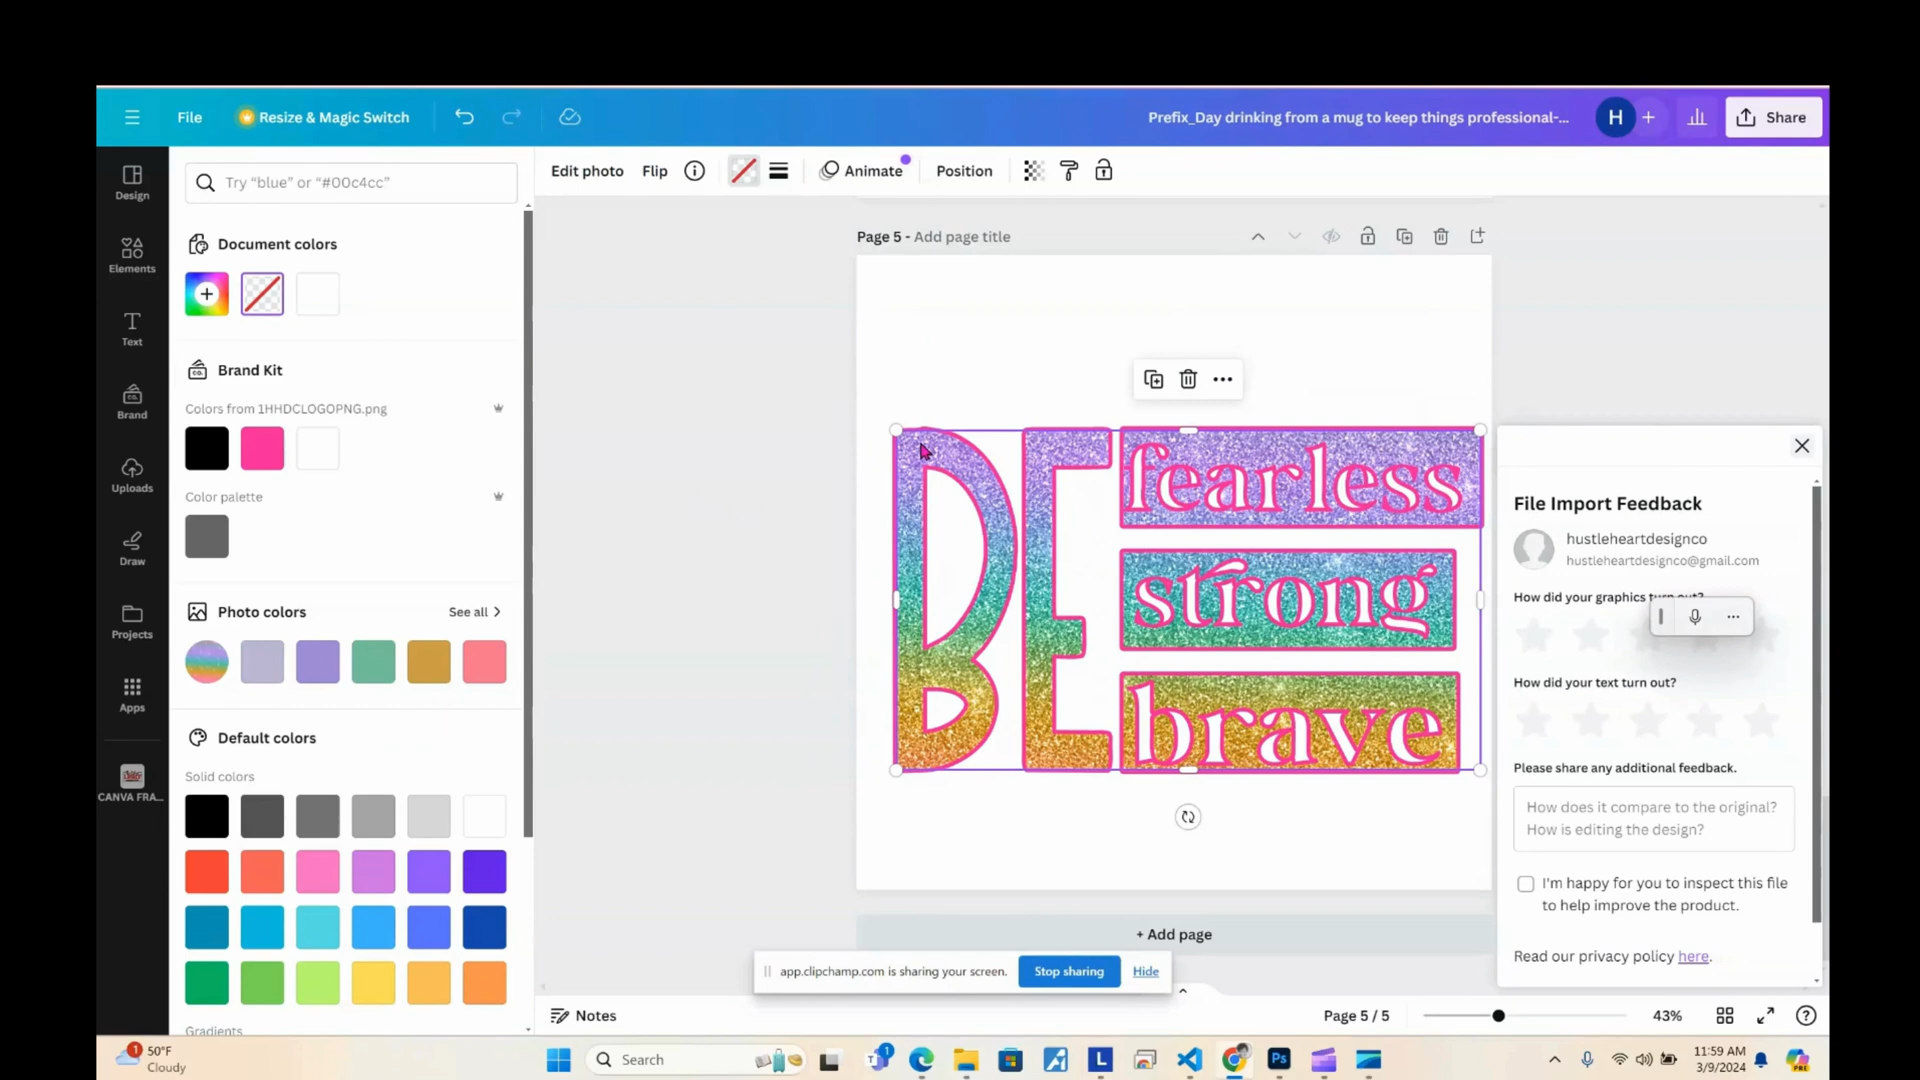 File
Resize & Magic Switch
Prefix_Day drinking from a mug to keep things professional-...
H
Share
Design
Elements
Text
Brand
Uploads
Draw
Projects
Apps
CANVA FRA...
Try “blue” or “#00c4cc”
Document colors
Brand Kit
Colors from 1HHDCLOGOPNG.png
Color palette
Photo colors
See all
Default colors
Solid colors
Gradients
Edit photo
Flip
Animate
Position
Page 5 - Add page title
BE
fearless
strong
brave
+ Add page
File Import Feedback
hustleheartdesignco
hustleheartdesignco@gmail.com
How did your graphics turn out?
How did your text turn out?
Please share any additional feedback.
How does it compare to the original?
How is editing the design?
I'm happy for you to inspect this file
to help improve the product.
Read our privacy policy here.
app.clipchamp.com is sharing your screen.
Stop sharing
Hide
Notes
Page 5 / 5
43%
1
50°F
Cloudy
Search
1
L
Ps
11:59 AM
3/9/2024
PRE